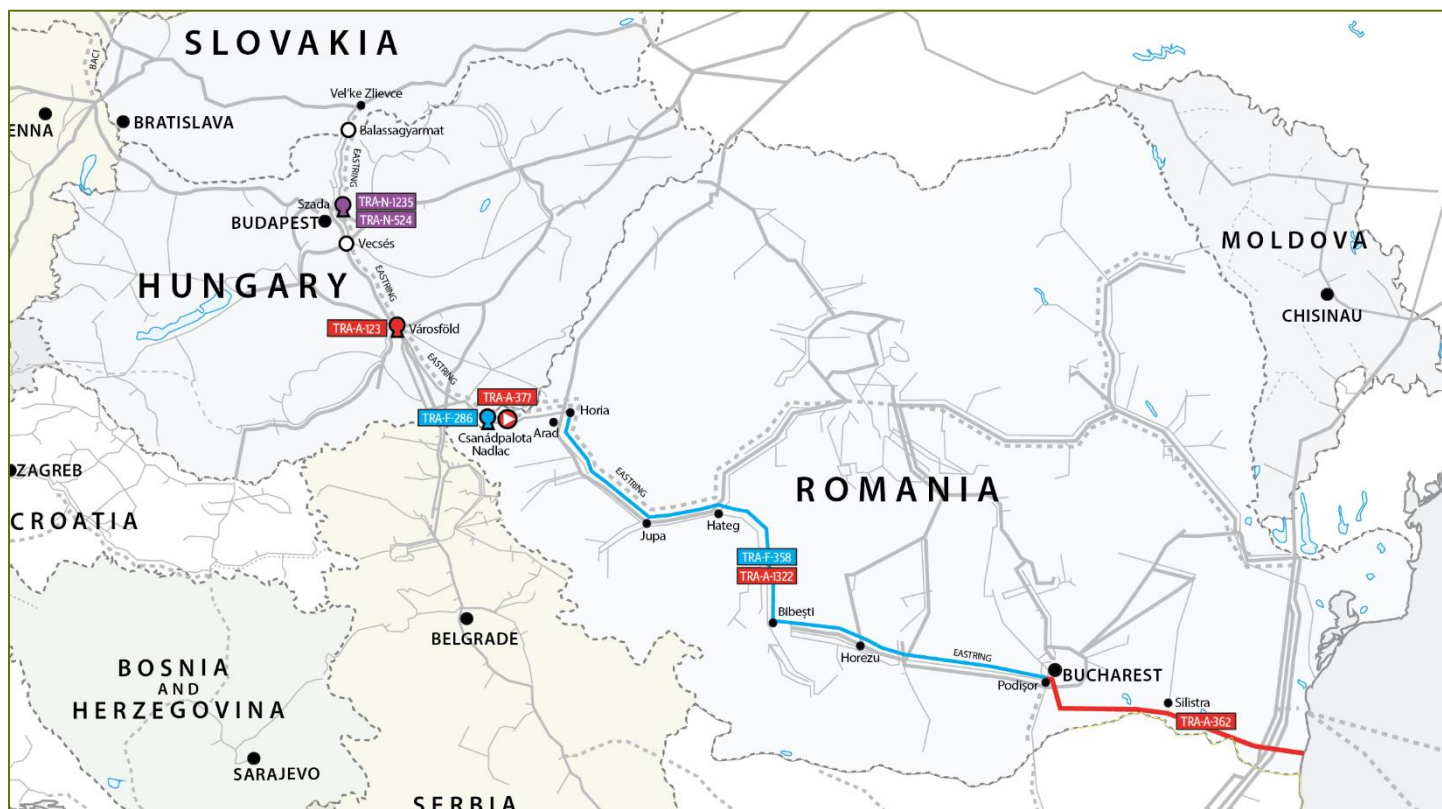 SLOVAKIA
BACI
Vel'ke Zlievce
ENNA
BRATISLAVA
Balassagyarmat
EASTRING
Szada
TRA-N-1235
TRA-N-524
BUDAPEST
Vecsés
MOLDOVA
HUNGARY
EASTRING
CHISINAU
TRA-A-123
Városföld
EASTRING
TRA-A-377
TRA-F-286
Horia
Arad
Csanádpalota
Nadlac
ZAGREB
EASTRING
ROMANIA
CROATIA
Jupa
Hateg
TRA-F-358
TRA-A-1322
BELGRADE
Bibești
Horezu
EASTRING
BOSNIA
AND
HERZEGOVINA
BUCHAREST
Podișor
Silistra
TRA-A-362
SARAJEVO
SERBIA